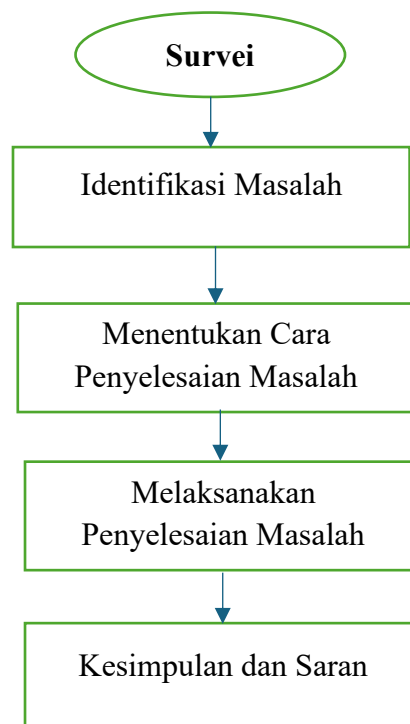 Survei
Identifikasi Masalah
Menentukan Cara
Penyelesaian Masalah
Melaksanakan
Penyelesaian Masalah
Kesimpulan dan Saran